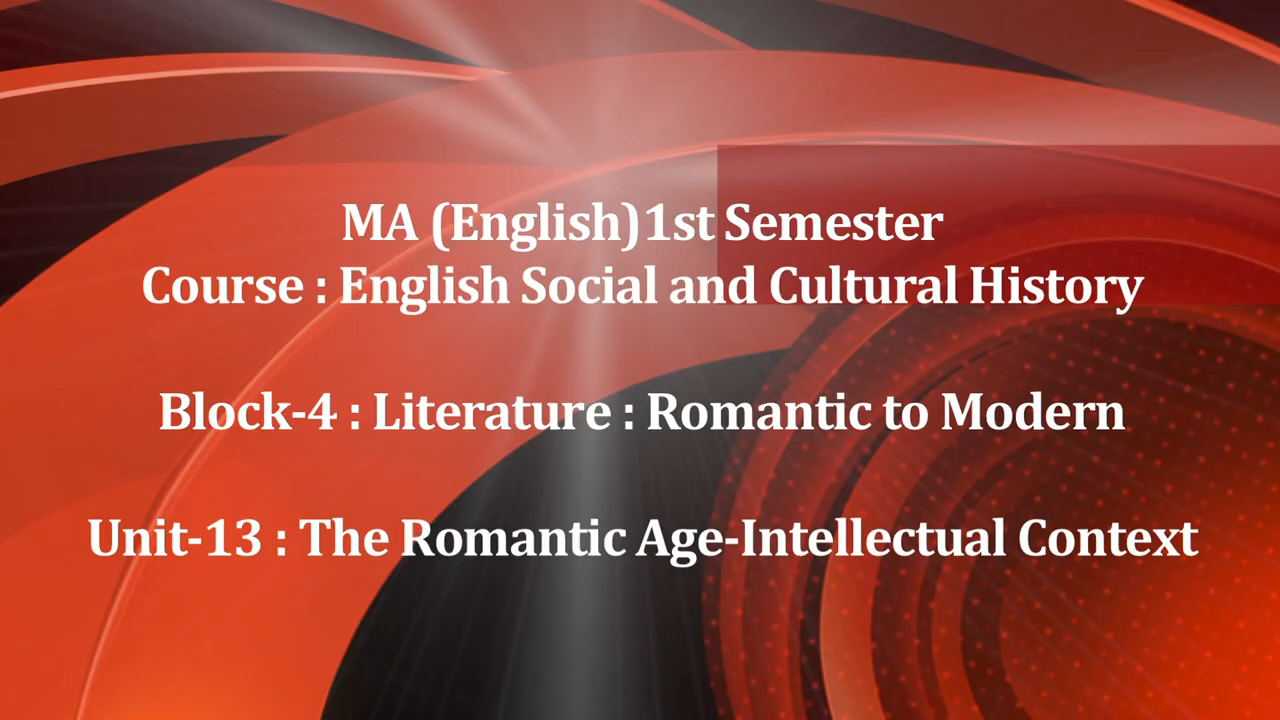 MA (English)1st Semester
Course : English Social and Cultural History
Block-4 : Literature : Romantic to Modern
Unit-13 : The Romantic Age-Intellectual Context